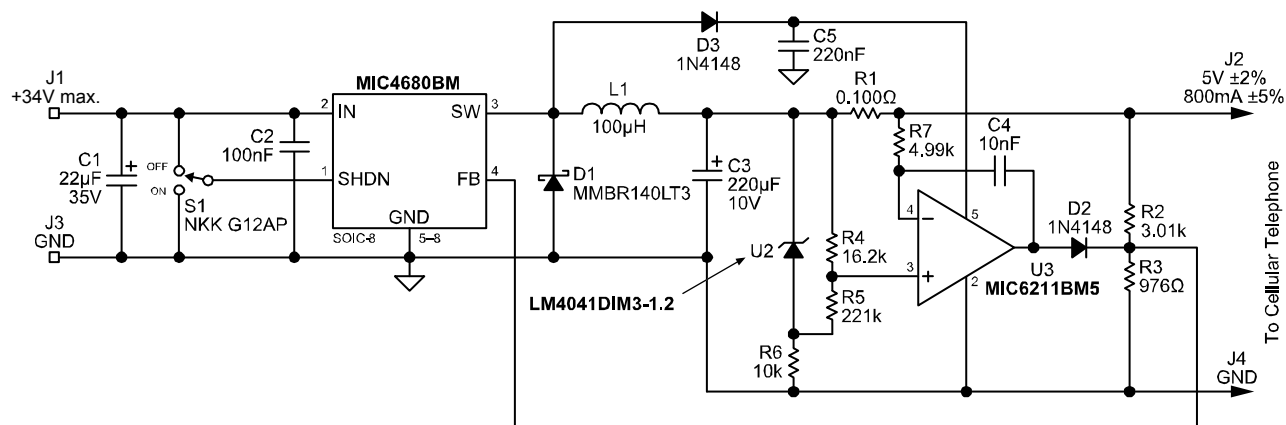 J1
+34V max.
C1
22µF
35V
+
OFF
ON
S1
NKK G12AP
J3
GND
C2
100nF
MIC4680BM
2
IN
SW
3
1
SHDN
FB
4
GND
SOIC-8
5–8
D3
1N4148
C5
220nF
L1
100µH
D1
MMBR140LT3
+
C3
220µF
10V
R1
0.100Ω
R7
4.99k
C4
10nF
J2
5V ±2%
800mA ±5%
U2
LM4041DIM3-1.2
R4
16.2k
R5
221k
R6
10k
4
–
5
3
+
2
U3
MIC6211BM5
D2
1N4148
R2
3.01k
R3
976Ω
J4
GND
To Cellular Telephone